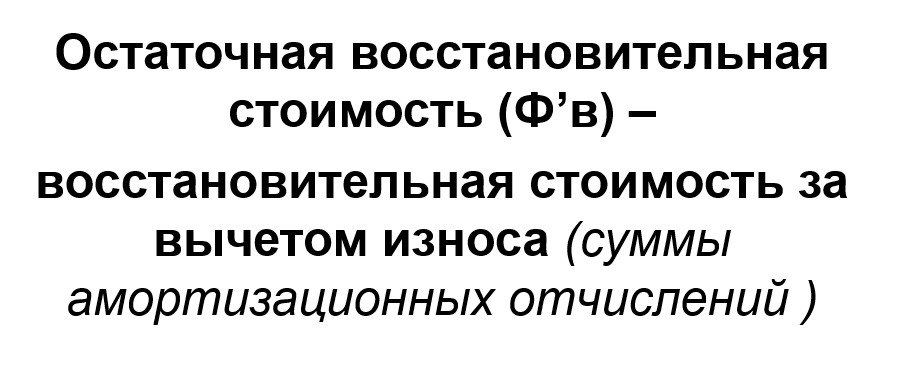 Остаточная восстановительная
стоимость (Ф’в) –
восстановительная стоимость за
вычетом износа (суммы
амортизационных отчислений )